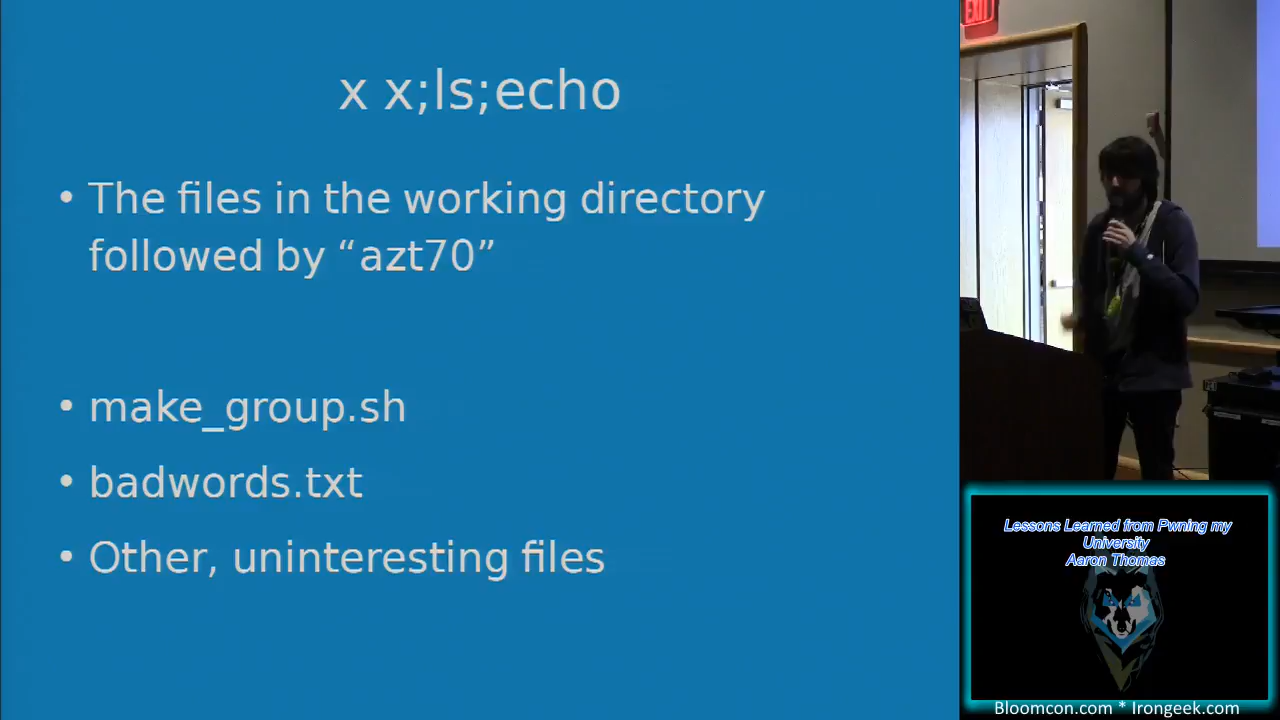 x x;ls;echo
• The files in the working directory
followed by “azt70”
• make_group.sh
• badwords.txt
• Other, uninteresting files
EXIT
Lessons Learned from Pwning my
University
Aaron Thomas
Bloomcon.com * Irongeek.com